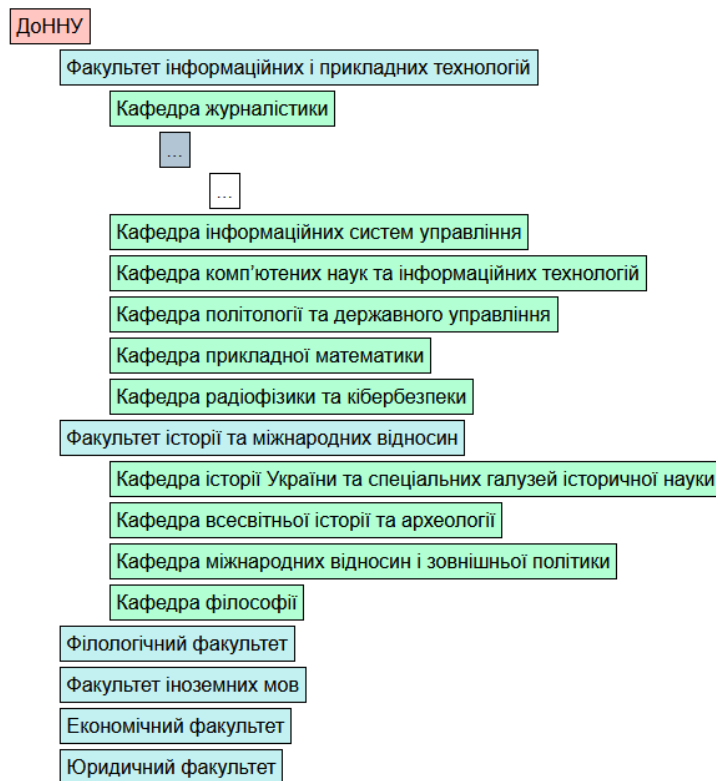 ДоННУ
Факультет інформаційних і прикладних технологій
Кафедра журналістики
...
...
Кафедра інформаційних систем управління
Кафедра комп’ютених наук та інформаційних технологій
Кафедра політології та державного управління
Кафедра прикладної математики
Кафедра радіофізики та кібербезпеки
Факультет історії та міжнародних відносин
Кафедра історії України та спеціальних галузей історичної науки
Кафедра всесвітньої історії та археології
Кафедра міжнародних відносин і зовнішньої політики
Кафедра філософії
Філологічний факультет
Факультет іноземних мов
Економічний факультет
Юридичний факультет